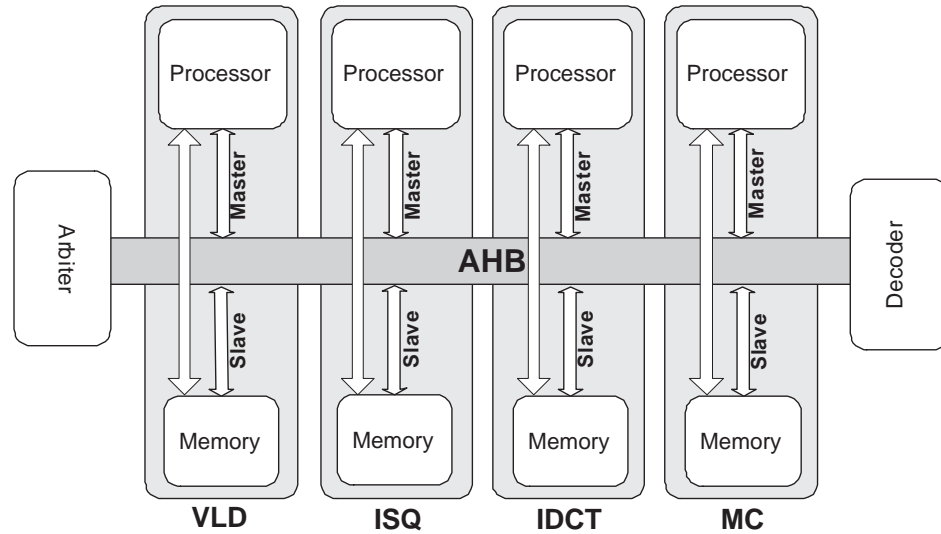 Processor
Processor
Processor
Processor
Master
Master
Master
Master
Arbiter
AHB
Decoder
Slave
Slave
Slave
Slave
Memory
Memory
Memory
Memory
VLD
ISQ
IDCT
MC